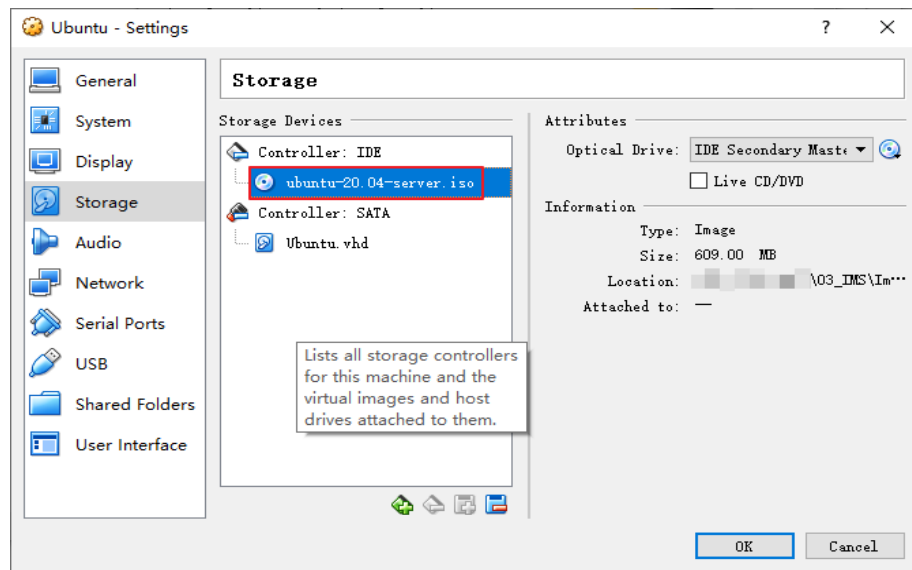 Ubuntu - Settings
?
General
System
Display
Storage
Audio
Network
Serial Ports
USB
Shared Folders
User Interface
Storage
Storage Devices
Controller: IDE
ubuntu-20.04-server.iso
Controller: SATA
Ubuntu.vhd
Lists all storage controllers
for this machine and the
virtual images and host
drives attached to them.
Attributes
Optical Drive: IDE Secondary Maste
Live CD/DVD
Information
Type: Image
Size: 609.00 MB
Location: \03_IMS\Im...
Attached to: —
OK Cancel